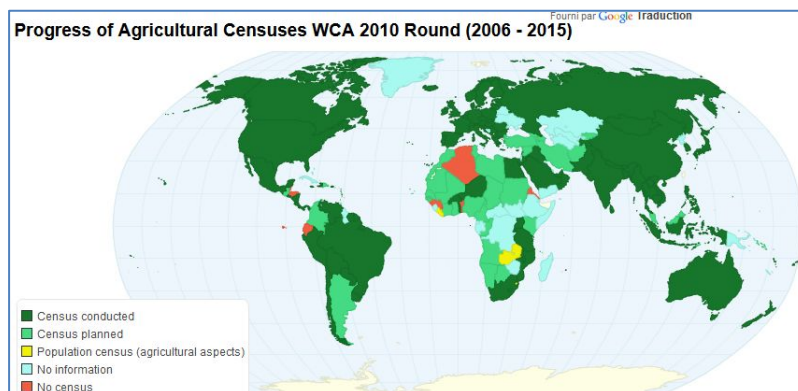 Fourni par Google Traduction
Progress of Agricultural Censuses WCA 2010 Round (2006 - 2015)
Census conducted
Census planned
Population census (agricultural aspects)
No information
No census